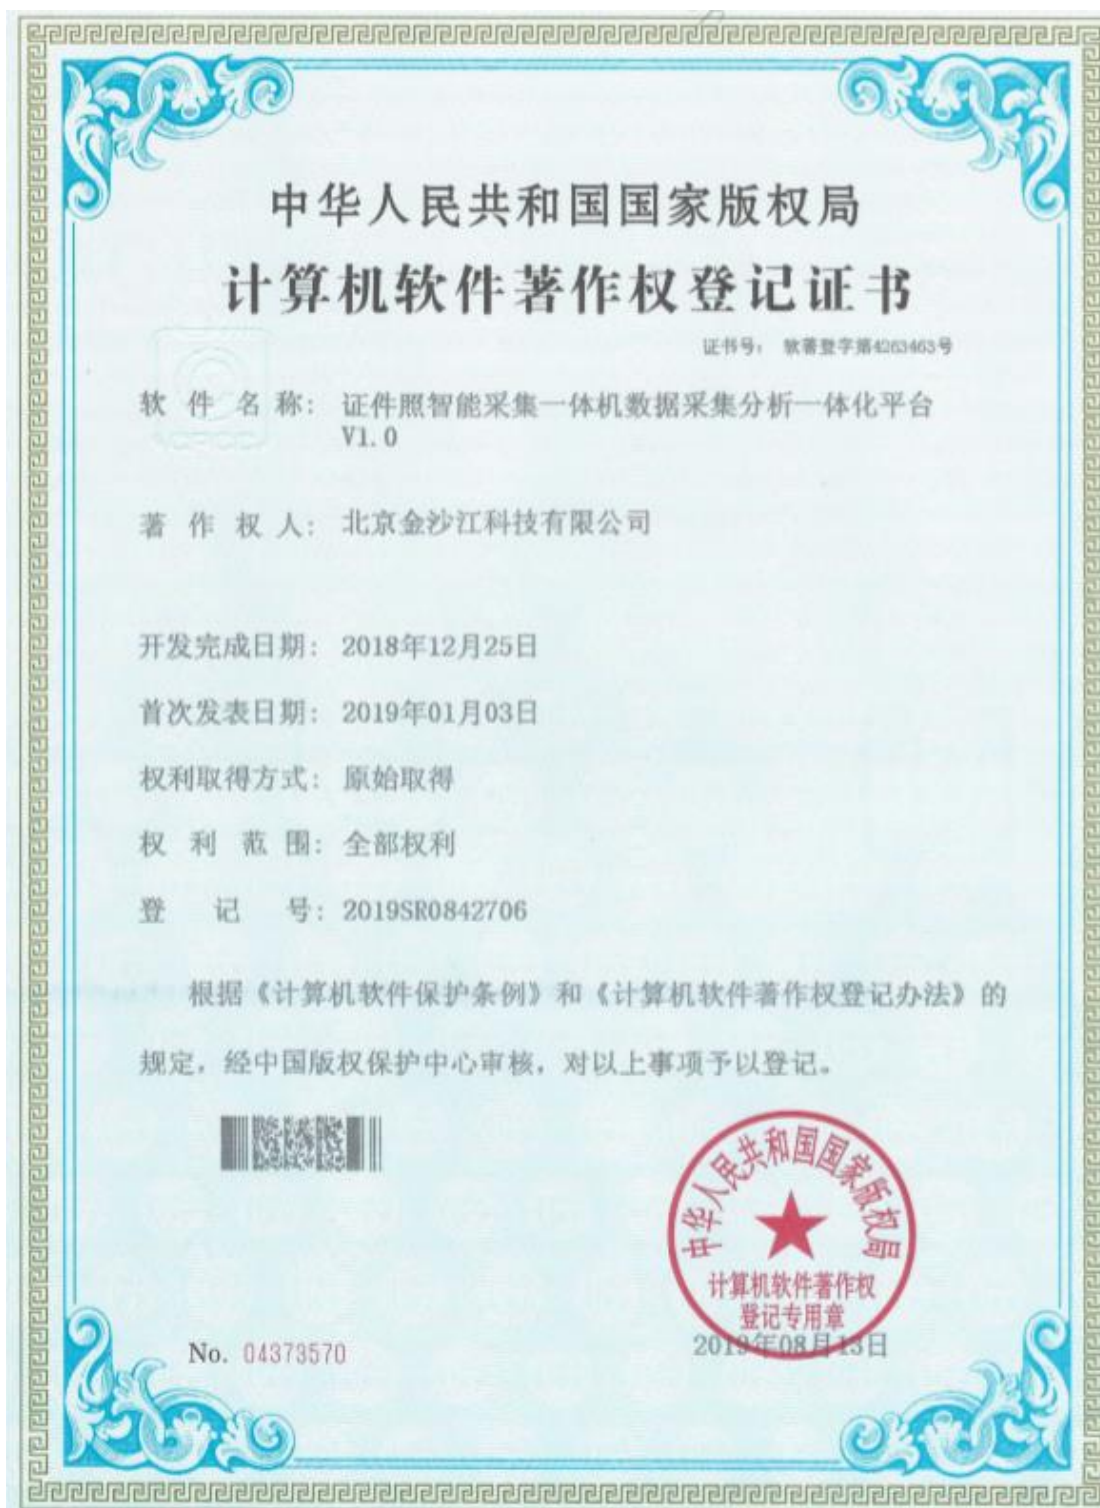 中华人民共和国国家版权局
计算机软件著作权登记证书
证书号： 软著登字第4263463号
软件名称： 证件照智能采集一体机数据采集分析一体化平台
V1.0
著作权人： 北京金沙江科技有限公司
开发完成日期： 2018年12月25日
首次发表日期： 2019年01月03日
权利取得方式： 原始取得
权利范围： 全部权利
登记号： 2019SR0842706
根据《计算机软件保护条例》和《计算机软件著作权登记办法》的
规定，经中国版权保护中心审核，对以上事项予以登记。
中华人民共和国国家版权局
计算机软件著作权
登记专用章
2019年08月13日
No. 04373570